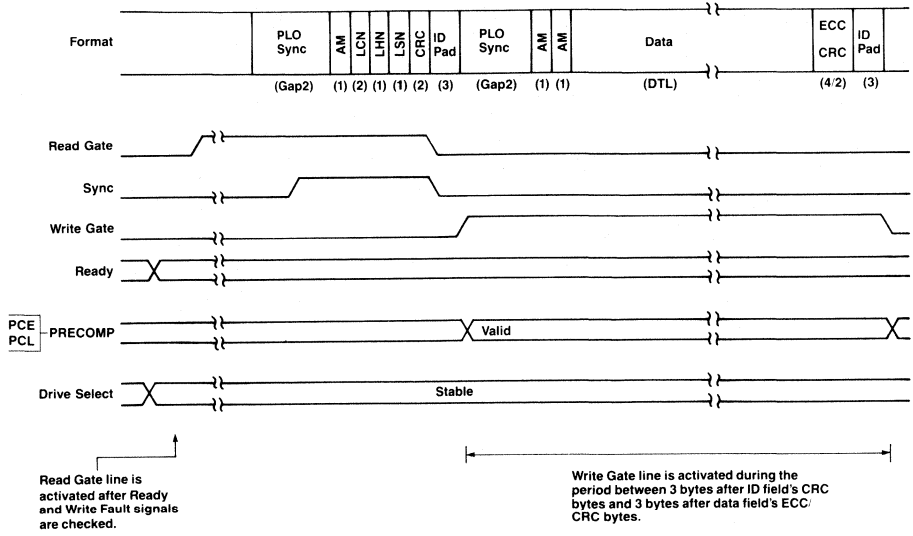 Format
PLO Sync AM LCN LHN LSN CRC ID Pad PLO Sync AM AM Data ECC CRC ID Pad
(Gap2) (1) (2) (1) (1) (2) (3) (Gap2) (1) (1) (DTL) (4/2) (3)
Read Gate
Sync
Write Gate
Ready
PCE
PCL
PRECOMP
Valid
Drive Select
Stable
Read Gate line is
activated after Ready
and Write Fault signals
are checked.
Write Gate line is activated during the
period between 3 bytes after ID field's CRC
bytes and 3 bytes after data field's ECC/
CRC bytes.